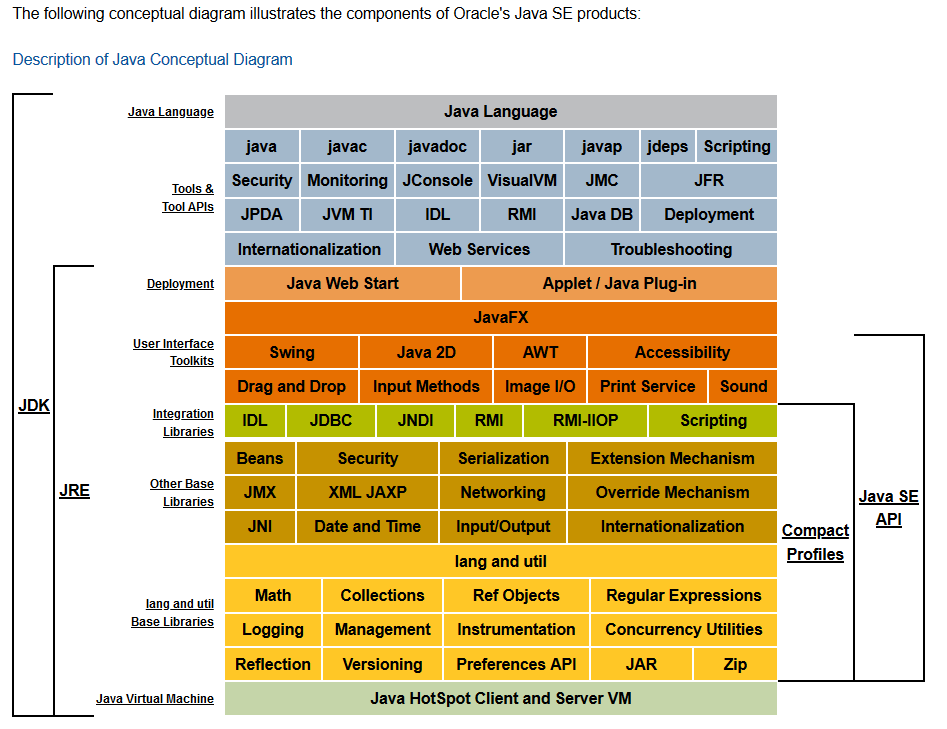 The following conceptual diagram illustrates the components of Oracle's Java SE products:
Description of Java Conceptual Diagram
Java Language Java Language
java javac javadoc jar javap jdeps Scripting
Tools &
Tool APIs
Security Monitoring JConsole VisualVM JMC JFR
JPDA JVM TI IDL RMI Java DB Deployment
Internationalization Web Services Troubleshooting
Deployment Java Web Start Applet / Java Plug-in
JavaFX
User Interface
Toolkits
Swing Java 2D AWT Accessibility
Drag and Drop Input Methods Image I/O Print Service Sound
JDK
Integration
Libraries
IDL JDBC JNDI RMI RMI-IIOP Scripting
Beans Security Serialization Extension Mechanism
JRE
Other Base
Libraries
JMX XML JAXP Networking Override Mechanism
JNI Date and Time Input/Output Internationalization
Java SE
API
Compact
Profiles
lang and util
lang and util
Base Libraries
Math Collections Ref Objects Regular Expressions
Logging Management Instrumentation Concurrency Utilities
Reflection Versioning Preferences API JAR Zip
Java Virtual Machine Java HotSpot Client and Server VM